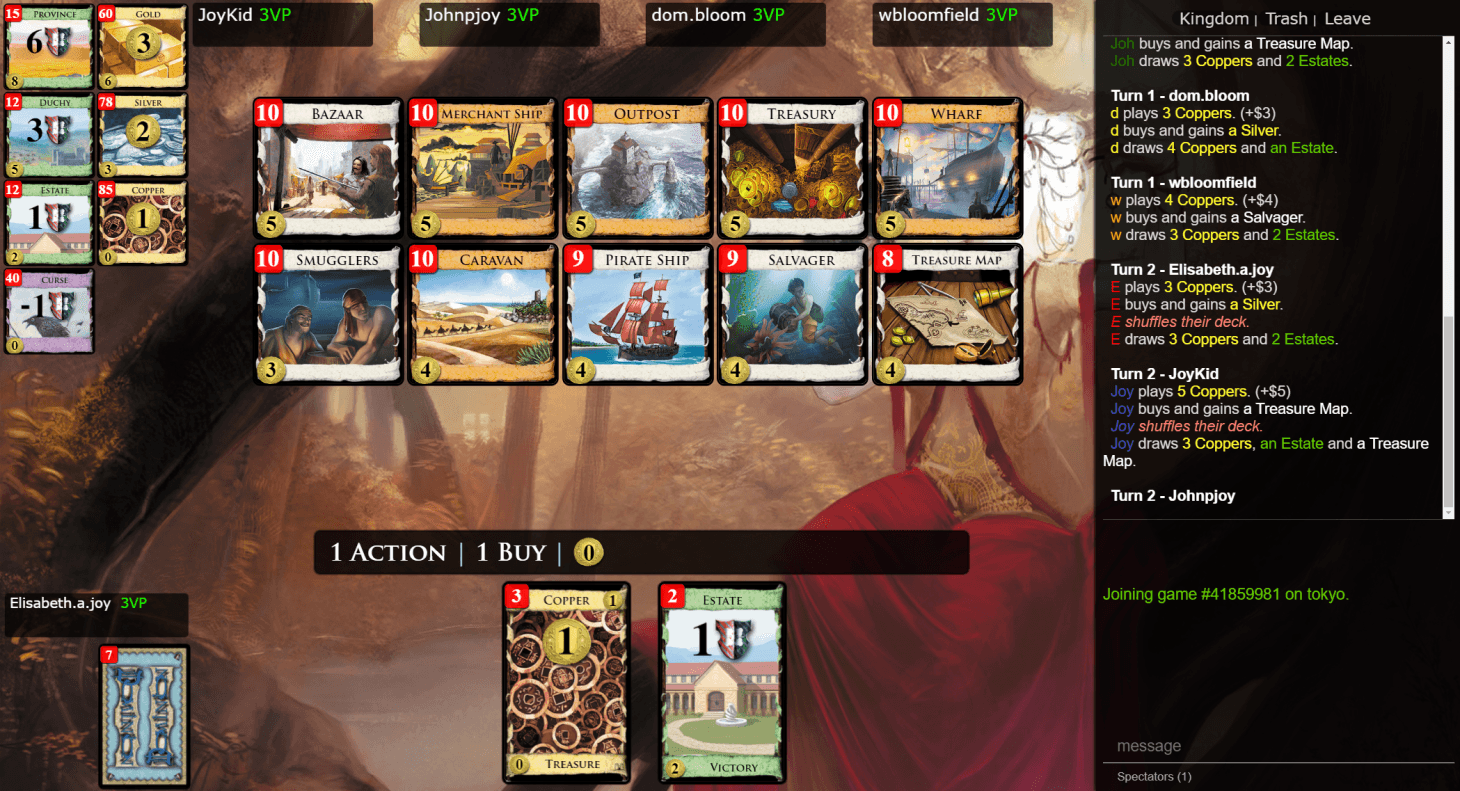 15 PROVINCE 60 GOLD
6 3
8 6
12 DUCHY 78 SILVER
3 2
5 3
12 ESTATE 85 COPPER
1 1
2 0
40 CURSE
-1
0
JoyKid 3VP Johnpjoy 3VP dom.bloom 3VP wbloomfield 3VP
10 BAZAAR 10 MERCHANT SHIP 10 OUTPOST 10 TREASURY 10 WHARF
5 5 5 5 5
10 SMUGGLERS 10 CARAVAN 9 PIRATE SHIP 9 SALVAGER 8 TREASURE MAP
3 4 4 4 4
1 ACTION | 1 BUY | 0
Elisabeth.a.joy 3VP
7
3 COPPER 1 2 ESTATE
1 1
0 TREASURE 2 VICTORY
Kingdom | Trash | Leave
Joh buys and gains a Treasure Map.
Joh draws 3 Coppers and 2 Estates.
Turn 1 - dom.bloom
d plays 3 Coppers. (+$3)
d buys and gains a Silver.
d draws 4 Coppers and an Estate.
Turn 1 - wbloomfield
w plays 4 Coppers. (+$4)
w buys and gains a Salvager.
w draws 3 Coppers and 2 Estates.
Turn 2 - Elisabeth.a.joy
E plays 3 Coppers. (+$3)
E buys and gains a Silver.
E shuffles their deck.
E draws 3 Coppers and 2 Estates.
Turn 2 - JoyKid
Joy plays 5 Coppers. (+$5)
Joy buys and gains a Treasure Map.
Joy shuffles their deck.
Joy draws 3 Coppers, an Estate and a Treasure
Map.
Turn 2 - Johnpjoy
Joining game #41859981 on tokyo.
message
Spectators (1)